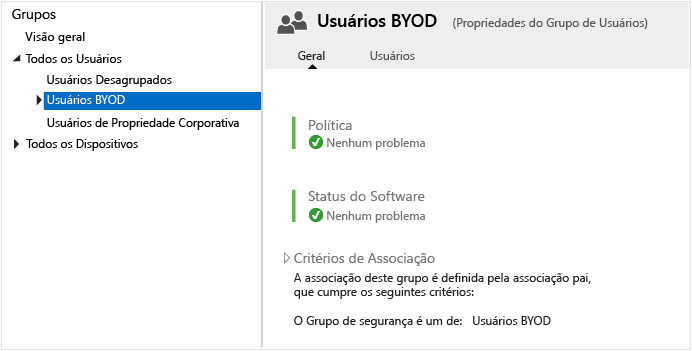 Grupos
Visão geral
Todos os Usuários
Usuários Desagrupados
Usuários BYOD
Usuários de Propriedade Corporativa
Todos os Dispositivos
Usuários BYOD (Propriedades do Grupo de Usuários)
Geral Usuários
Política
Nenhum problema
Status do Software
Nenhum problema
Critérios de Associação
A associação deste grupo é definida pela associação pai,
que cumpre os seguintes critérios:
O Grupo de segurança é um de: Usuários BYOD